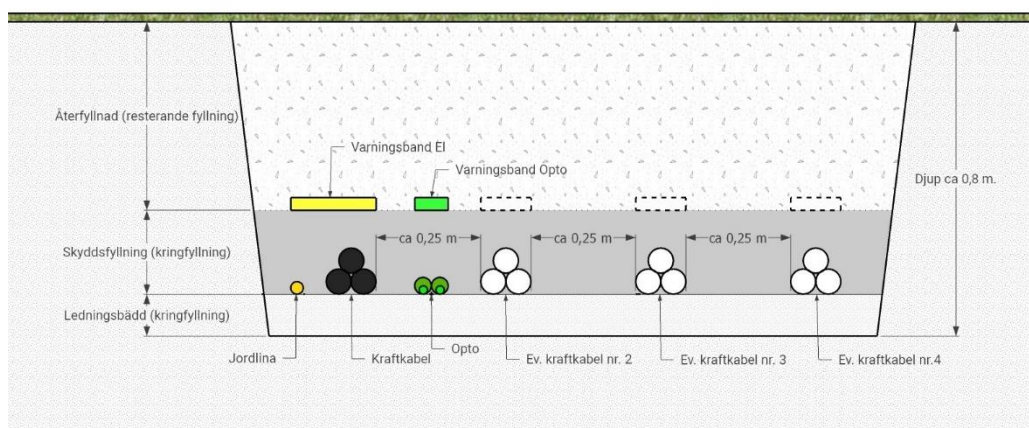 Återfyllnad (resterande fyllning)
Varningsband El
Varningsband Opto
Djup ca 0,8 m.
Skyddsfyllning (kringfyllning)
ca 0,25 m
ca 0,25 m
ca 0,25 m
Ledningsbädd (kringfyllning)
Jordlina
Kraftkabel
Opto
Ev. kraftkabel nr. 2
Ev. kraftkabel nr. 3
Ev. kraftkabel nr.4